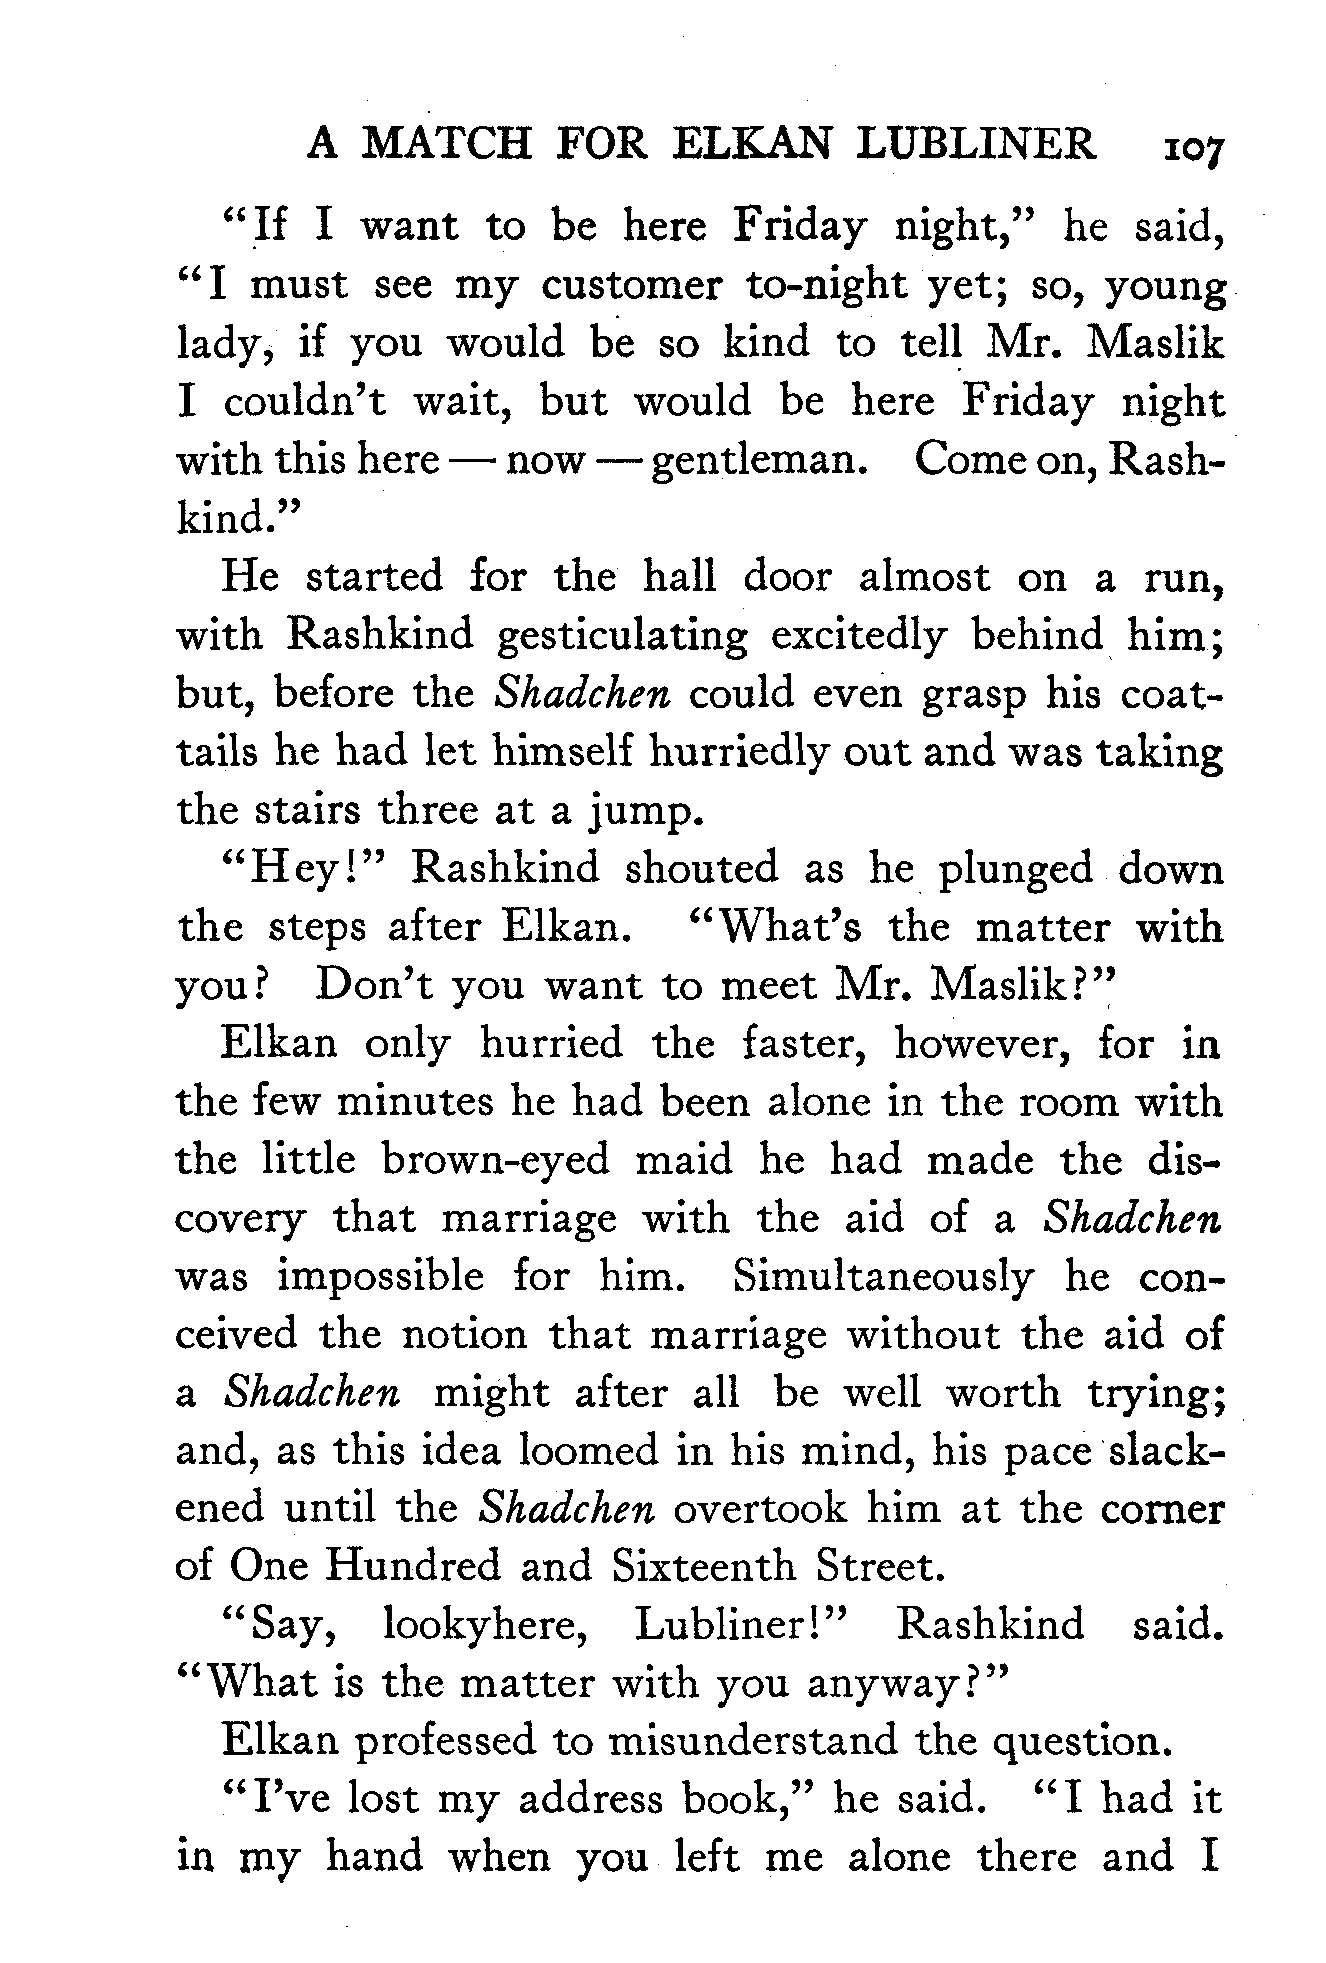 A MATCH FOR ELKAN LUBLINER 107
"If I want to be here Friday night," he said,
"I must see my customer to-night yet; so, young
lady, if you would be so kind to tell Mr. Maslik
I couldn't wait, but would be here Friday night
with this here — now — gentleman. Come on, Rash-
kind."
He started for the hall door almost on a run,
with Rashkind gesticulating excitedly behind him;
but, before the Shadchen could even grasp his coat-
tails he had let himself hurriedly out and was taking
the stairs three at a jump.
"Hey!" Rashkind shouted as he plunged down
the steps after Elkan. "What's the matter with
you? Don't you want to meet Mr. Maslik?"
Elkan only hurried the faster, however, for in
the few minutes he had been alone in the room with
the little brown-eyed maid he had made the dis-
covery that marriage with the aid of a Shadchen
was impossible for him. Simultaneously he con-
ceived the notion that marriage without the aid of
a Shadchen might after all be well worth trying;
and, as this idea loomed in his mind, his pace slack-
ened until the Shadchen overtook him at the corner
of One Hundred and Sixteenth Street.
"Say, lookyhere, Lubliner!" Rashkind said.
"What is the matter with you anyway?"
Elkan professed to misunderstand the question.
"I've lost my address book," he said. "I had it
in my hand when you left me alone there and I